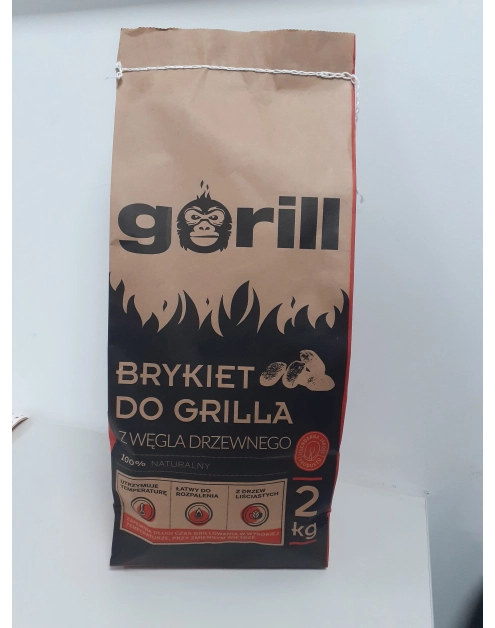 gorill
BRYKIET
DO GRILLA
Z WĘGLA DRZEWNEGO
100% NATURALNY
UTRZYMUJE
TEMPERATURĘ
ŁATWY DO
ROZPALENIA
Z DRZEW
LIŚCIASTYCH
2
kg